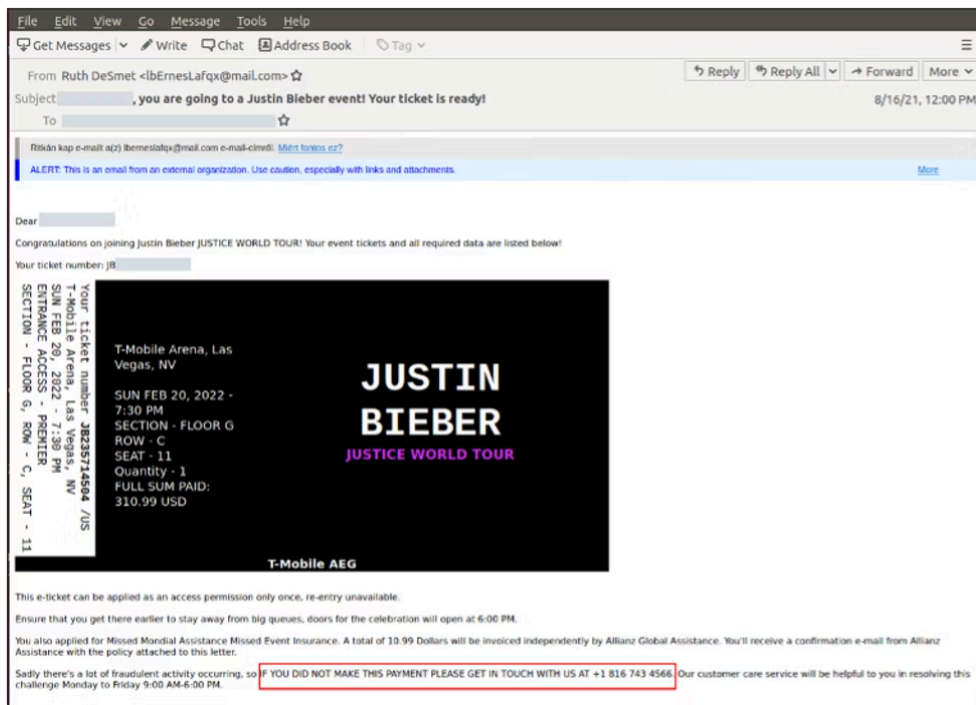 File Edit View Go Message Tools Help
Get Messages Write Chat Address Book Tag
From Ruth DeSmet <lbErnesLafqx@mail.com>
Reply Reply All Forward More
Subject , you are going to a Justin Bieber event! Your ticket is ready!
8/16/21, 12:00 PM
To
Ritkán kap e-mailt a(z) lberneslafqx@mail.com e-mail-címről. Miért fontos ez?
ALERT: This is an email from an external organization. Use caution, especially with links and attachments. More
Dear
Congratulations on joining Justin Bieber JUSTICE WORLD TOUR! Your event tickets and all required data are listed below!
Your ticket number: JB
Your ticket number JB235714504 /US
T-Mobile Arena, Las Vegas, NV
SUN FEB 20, 2022 - 7:30 PM
ENTRANCE ACCESS - PREMIER
SECTION - FLOOR G, ROW - C, SEAT - 11
T-Mobile Arena, Las
Vegas, NV
SUN FEB 20, 2022 -
7:30 PM
SECTION - FLOOR G
ROW - C
SEAT - 11
Quantity - 1
FULL SUM PAID:
310.99 USD
JUSTIN
BIEBER
JUSTICE WORLD TOUR
T-Mobile AEG
This e-ticket can be applied as an access permission only once, re-entry unavailable.
Ensure that you get there earlier to stay away from big queues, doors for the celebration will open at 6:00 PM.
You also applied for Missed Mondial Assistance Missed Event Insurance. A total of 10.99 Dollars will be invoiced independently by Allianz Global Assistance. You'll receive a confirmation e-mail from Allianz
Assistance with the policy attached to this letter.
Sadly there's a lot of fraudulent activity occurring, so IF YOU DID NOT MAKE THIS PAYMENT PLEASE GET IN TOUCH WITH US AT +1 816 743 4566. Our customer care service will be helpful to you in resolving this
challenge Monday to Friday 9:00 AM-6:00 PM.